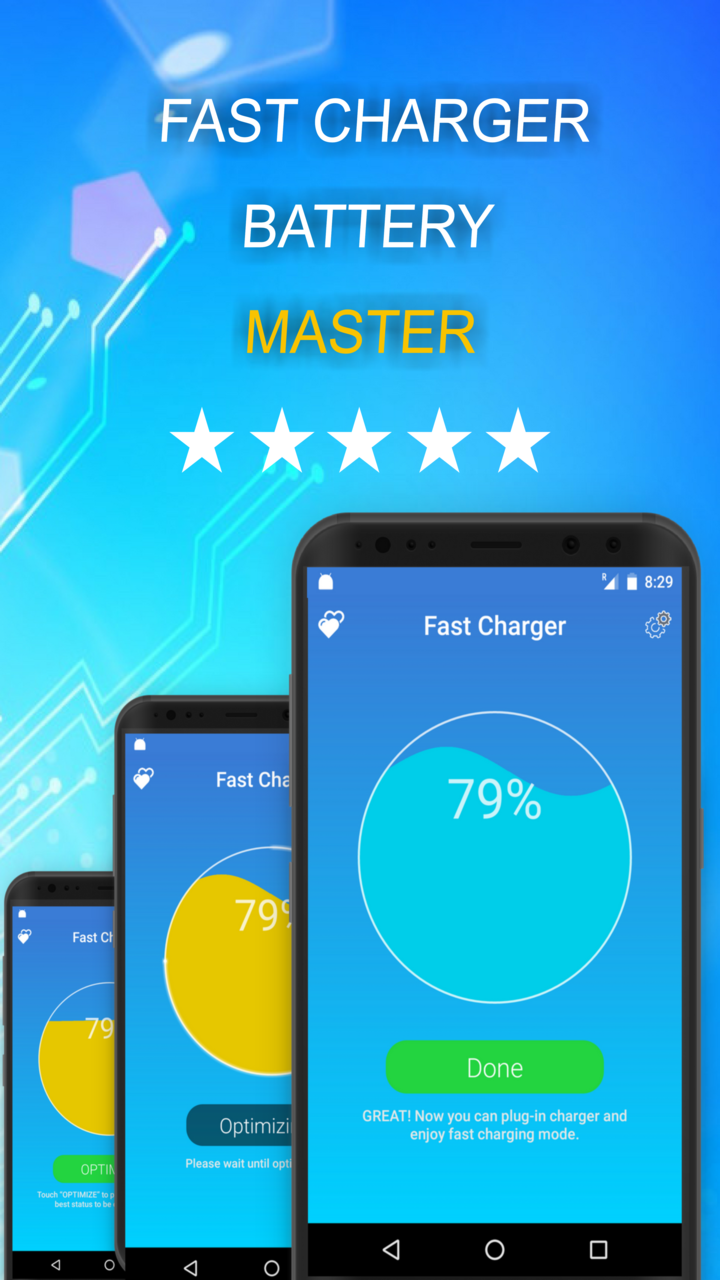 FAST CHARGER
BATTERY
MASTER
R 8:29
Fast Charger
79%
Done
GREAT! Now you can plug-in charger and
enjoy fast charging mode.
Fast Cha
79%
Optimizi
Please wait until opti
Fast Ch
79
OPTIM
Touch "OPTIMIZE" to p
best status to be